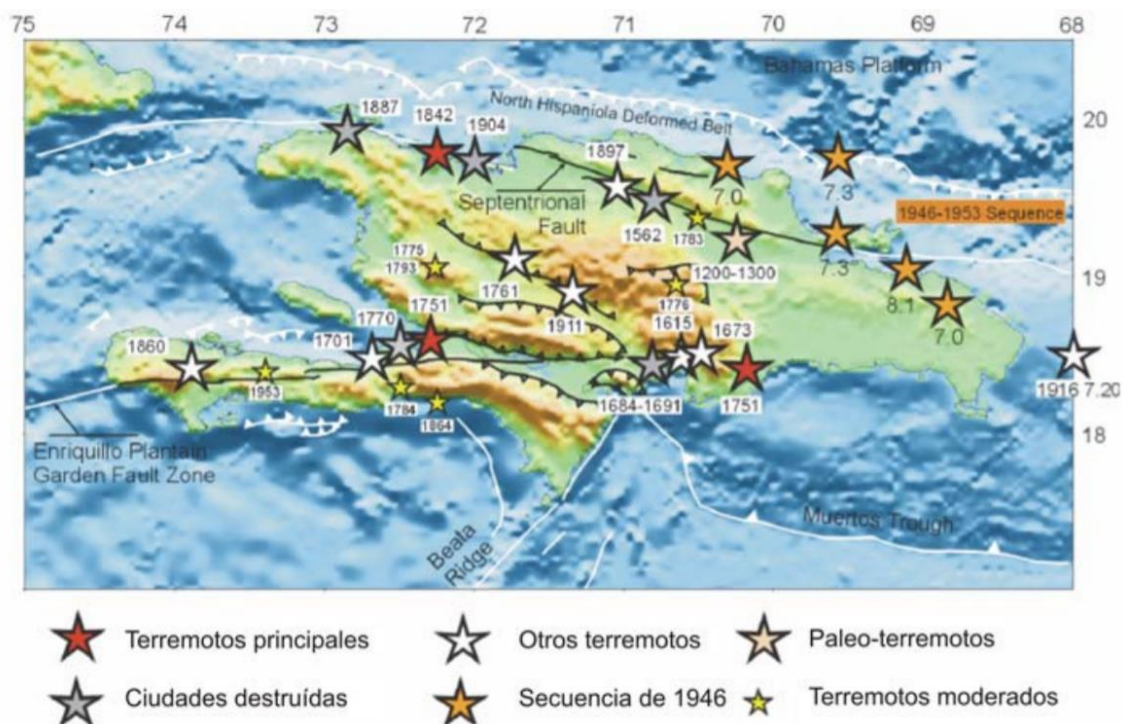 75 74 73 72 71 70 69 68
Bahamas Platform
1887
1842
North Hispaniola Deformed Belt
20
1904
1897
7.0
7.3
Septentrional
Fault
1946-1953 Sequence
1562
1783
7.3
1775
1793
1200-1300
19
1761
1776
8.1
1751
1770
1911
1615
1673
7.0
1701
1860
1953
1784
1864
1684-1691
1751
1916 7.20
18
Enriquillo Plantain
Garden Fault Zone
Beata
Ridge
Muertos Trough
Terremotos principales
Otros terremotos
Paleo-terremotos
Ciudades destruídas
Secuencia de 1946
Terremotos moderados